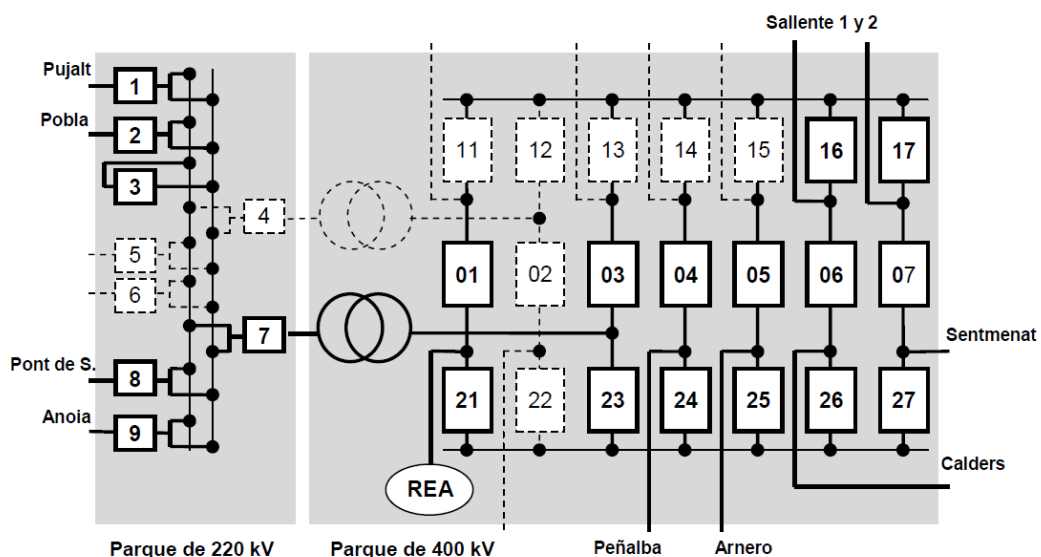 Sallente 1 y 2
Pujalt
1
Pobla
2
3
4
5
6
7
Pont de S.
8
Anoia
9
11
12
13
14
15
16
17
01
02
03
04
05
06
07
Sentmenat
21
22
23
24
25
26
27
Calders
REA
Parque de 220 kV
Parque de 400 kV
Peñalba
Arnero